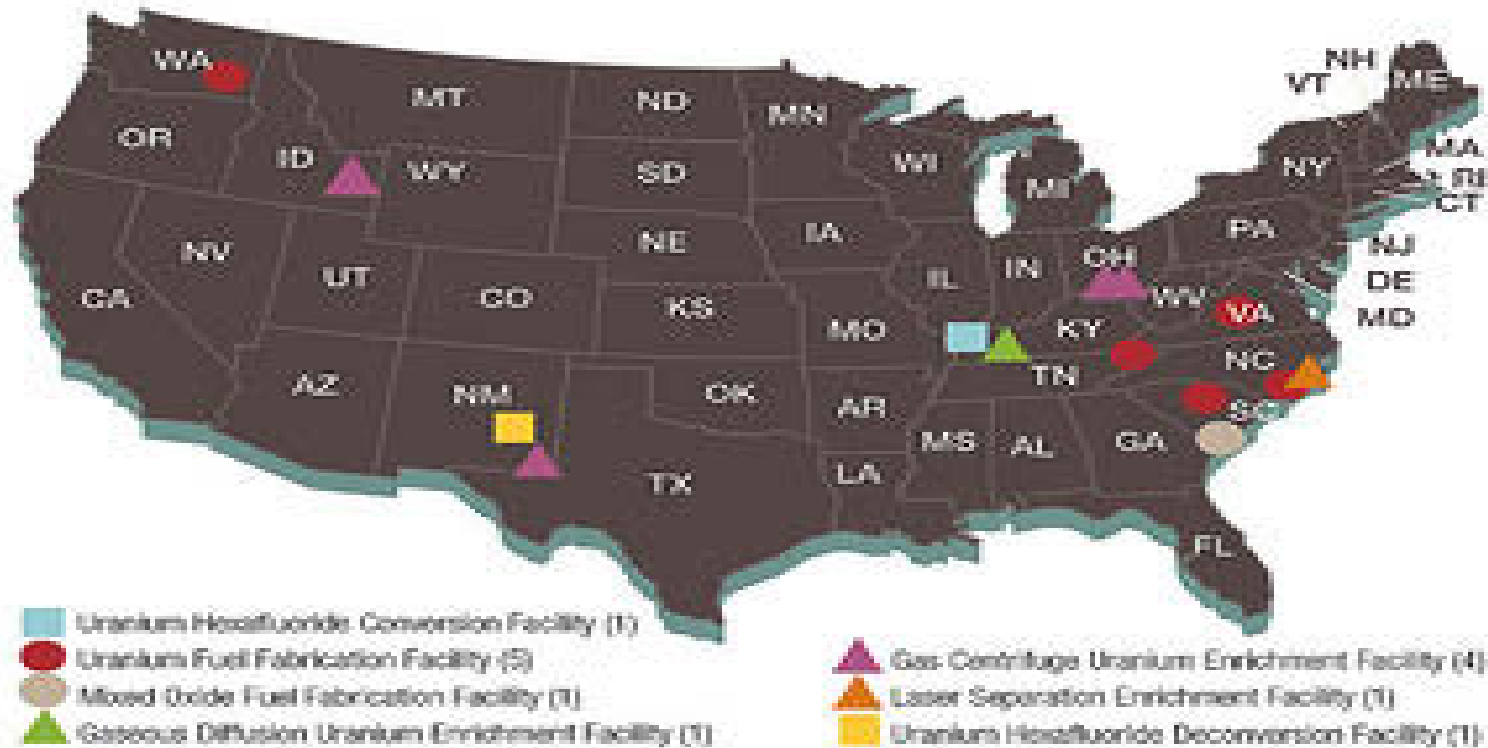 NH
VT
ME
WA
MT
ND
MN
OR
ID
WY
SD
WI
MI
NY
MA
RI
CT
NV
UT
NE
IA
PA
NJ
CA
CO
KS
IL
IN
OH
WV
DE
MD
MO
KY
VA
AZ
NM
OK
AR
TN
NC
SC
MS
AL
GA
LA
TX
FL
Uranium Hexafluoride Conversion Facility (1)
Uranium Fuel Fabrication Facility (5)
Mixed Oxide Fuel Fabrication Facility (1)
Gaseous Diffusion Uranium Enrichment Facility (1)
Gas Centrifuge Uranium Enrichment Facility (4)
Laser Separation Enrichment Facility (1)
Uranium Hexafluoride Deconversion Facility (1)